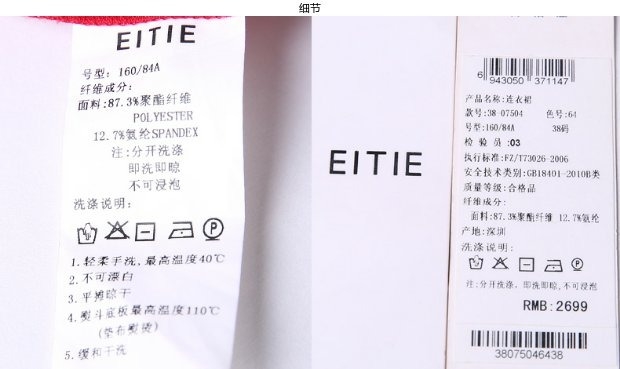 细节
EITIE
号型: 160/84A
纤维成分:
面料:87.3%聚酯纤维
POLYESTER
12.7%氨纶SPANDEX
注:分开洗涤
即洗即晾
不可浸泡
洗涤说明:
1.轻柔手洗,最高温度40℃
2.不可漂白
3.平摊晾干
4.熨斗底板最高温度110℃
(垫布熨烫)
5.缓和干洗
EITIE
6 943050 371147
产品名称:连衣裙
款号:38-07504 色号:64
号型:160/84A 38码
检验员:03
执行标准:FZ/T73026-2006
安全技术类别:GB18401-2010B类
质量等级:合格品
纤维成分:
面料:87.3%聚酯纤维 12.7%氨纶
产地:深圳
洗涤说明:
注:分开洗涤, 即洗即晾,不可浸泡
RMB:2699
38075046438